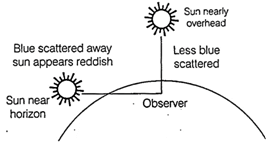 Sun nearly
overhead
Blue scattered away
sun appears reddish
Less blue
scattered
Sun near
horizon
Observer